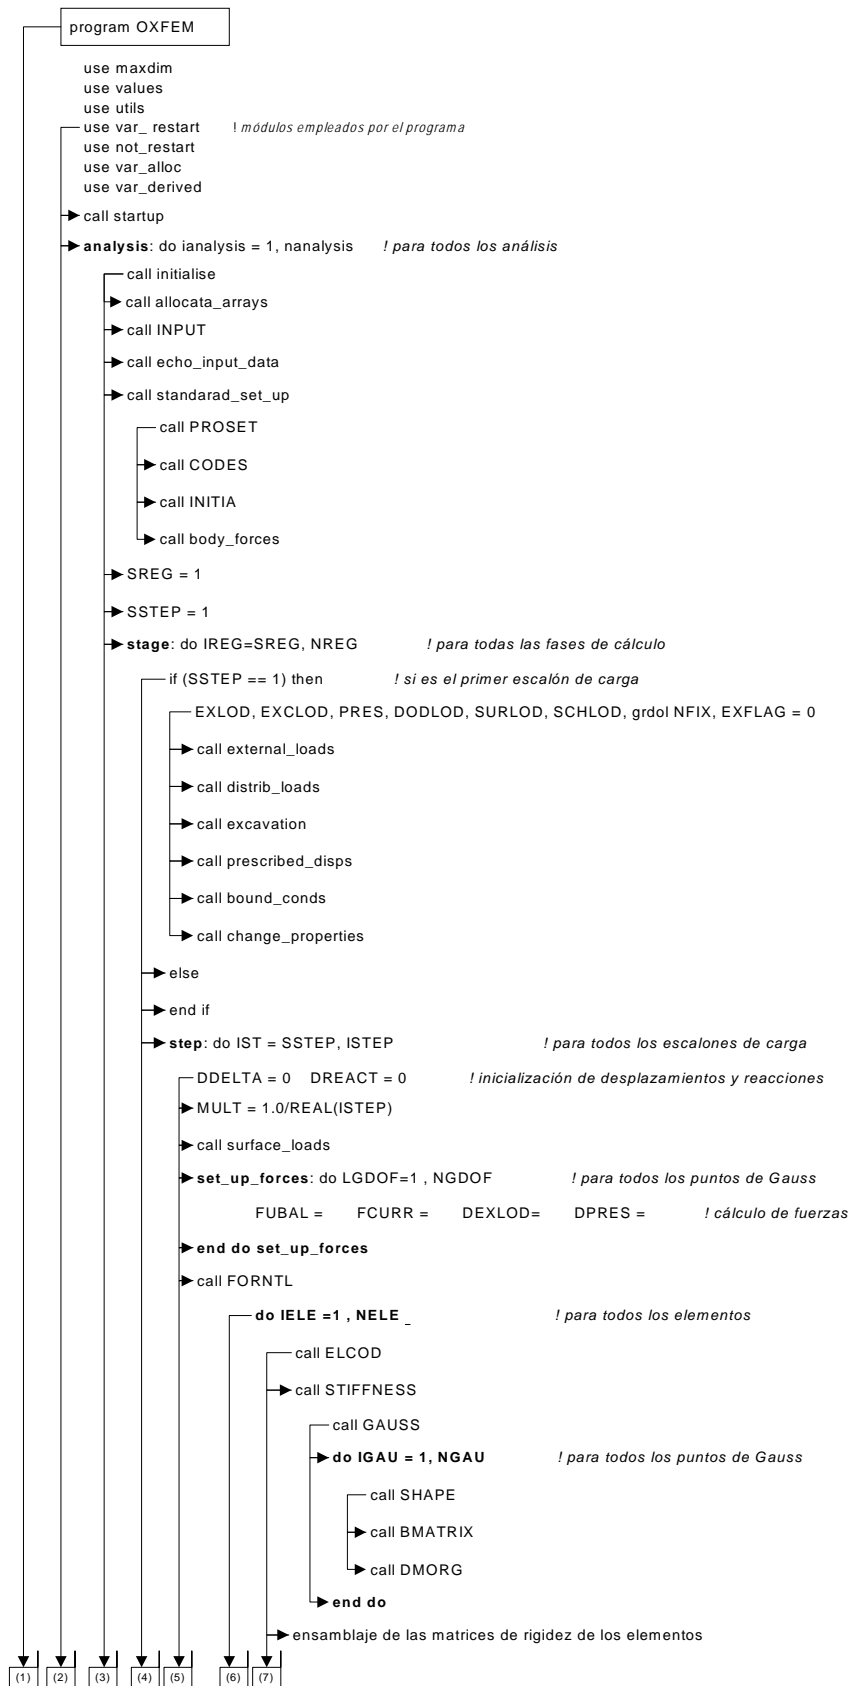 program OXFEM
use maxdim
use values
use utils
use var_ restart ! módulos empleados por el programa
use not_restart
use var_alloc
use var_derived
call startup
analysis: do ianalysis = 1, nanalysis ! para todos los análisis
call initialise
call allocata_arrays
call INPUT
call echo_input_data
call standarad_set_up
call PROSET
call CODES
call INITIA
call body_forces
SREG = 1
SSTEP = 1
stage: do IREG=SREG, NREG ! para todas las fases de cálculo
if (SSTEP == 1) then ! si es el primer escalón de carga
EXLOD, EXCLOD, PRES, DODLOD, SURLOD, SCHLOD, grdol NFIX, EXFLAG = 0
call external_loads
call distrib_loads
call excavation
call prescribed_disps
call bound_conds
call change_properties
else
end if
step: do IST = SSTEP, ISTEP ! para todos los escalones de carga
DDELTA = 0 DREACT = 0 ! inicialización de desplazamientos y reacciones
MULT = 1.0/REAL(ISTEP)
call surface_loads
set_up_forces: do LGDOF=1 , NGDOF ! para todos los puntos de Gauss
FUBAL = FCURR = DEXLOD= DPRES = ! cálculo de fuerzas
end do set_up_forces
call FORNTL
do IELE =1 , NELE _ ! para todos los elementos
call ELCOD
call STIFFNESS
call GAUSS
do IGAU = 1, NGAU ! para todos los puntos de Gauss
call SHAPE
call BMATRIX
call DMORG
end do
ensamblaje de las matrices de rigidez de los elementos
(1) (2) (3) (4) (5) (6) (7)